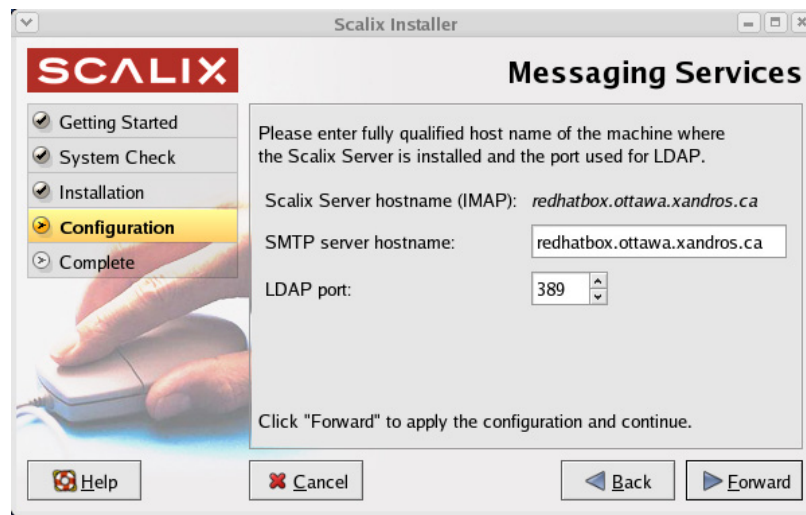 Scalix Installer
SCALIX
Messaging Services
Getting Started
System Check
Installation
Configuration
Complete
Please enter fully qualified host name of the machine where
the Scalix Server is installed and the port used for LDAP.
Scalix Server hostname (IMAP): redhatbox.ottawa.xandros.ca
SMTP server hostname: redhatbox.ottawa.xandros.ca
LDAP port: 389
Click "Forward" to apply the configuration and continue.
Help Cancel Back Forward